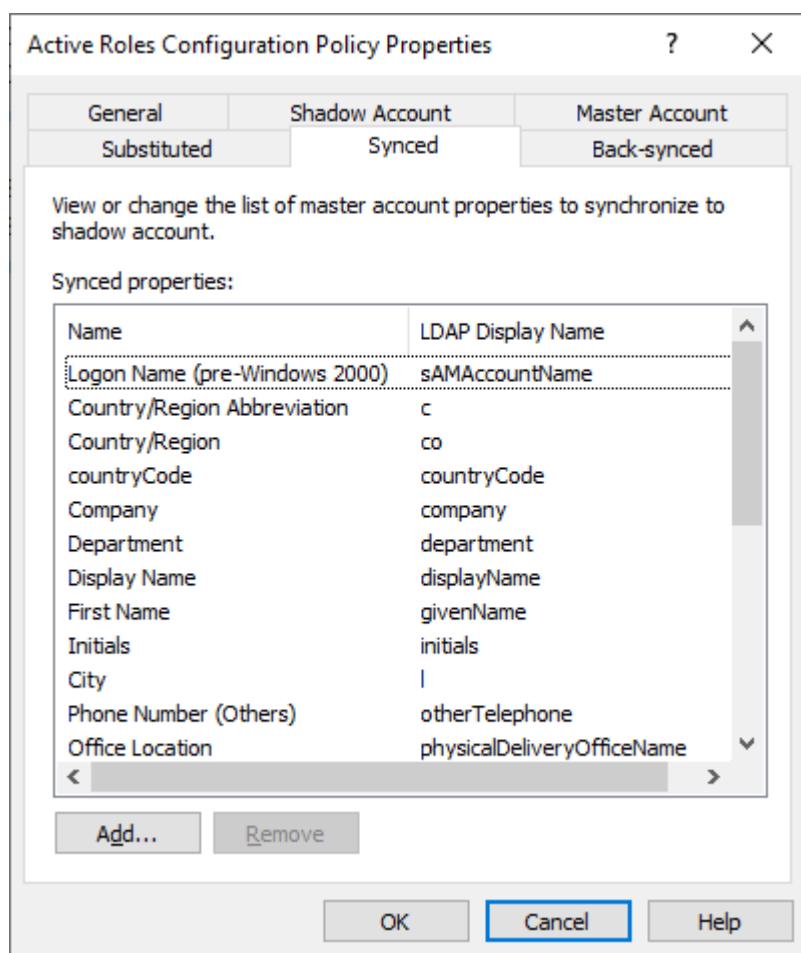 Active Roles Configuration Policy Properties ?
General Shadow Account Master Account
Substituted Synced Back-synced
View or change the list of master account properties to synchronize to
shadow account.
Synced properties:
Name LDAP Display Name
Logon Name (pre-Windows 2000) sAMAccountName
Country/Region Abbreviation c
Country/Region co
countryCode countryCode
Company company
Department department
Display Name displayName
First Name givenName
Initials initials
City l
Phone Number (Others) otherTelephone
Office Location physicalDeliveryOfficeName
Add... Remove
OK Cancel Help